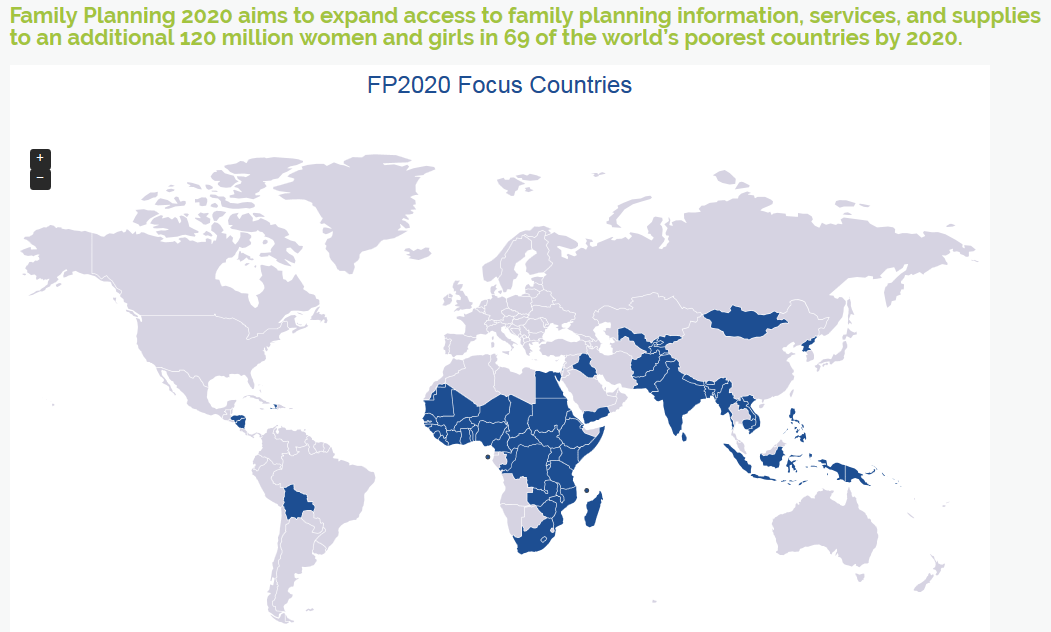 Family Planning 2020 aims to expand access to family planning information, services, and supplies
to an additional 120 million women and girls in 69 of the world's poorest countries by 2020.
FP2020 Focus Countries
+
−